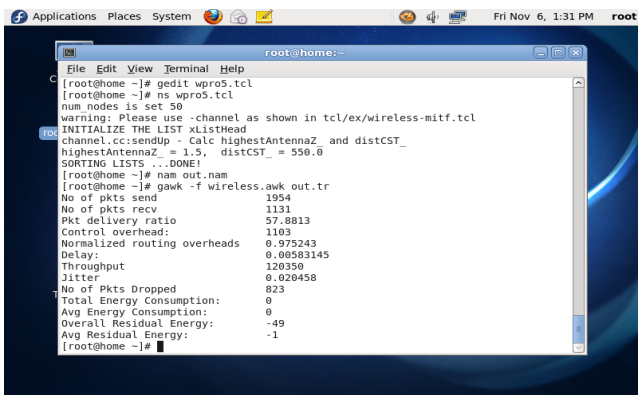 Applications Places System Fri Nov 6, 1:31 PM root
root@home:~
File Edit View Terminal Help
[root@home ~]# gedit wpro5.tcl
[root@home ~]# ns wpro5.tcl
num_nodes is set 50
warning: Please use -channel as shown in tcl/ex/wireless-mitf.tcl
INITIALIZE THE LIST xListHead
channel.cc:sendUp - Calc highestAntennaZ_ and distCST_
highestAntennaZ_ = 1.5, distCST_ = 550.0
SORTING LISTS ...DONE!
[root@home ~]# nam out.nam
[root@home ~]# gawk -f wireless.awk out.tr
No of pkts send 1954
No of pkts recv 1131
Pkt delivery ratio 57.8813
Control overhead: 1103
Normalized routing overheads 0.975243
Delay: 0.00583145
Throughput 120350
Jitter 0.020458
No of Pkts Dropped 823
Total Energy Consumption: 0
Avg Energy Consumption: 0
Overall Residual Energy: -49
Avg Residual Energy: -1
[root@home ~]#